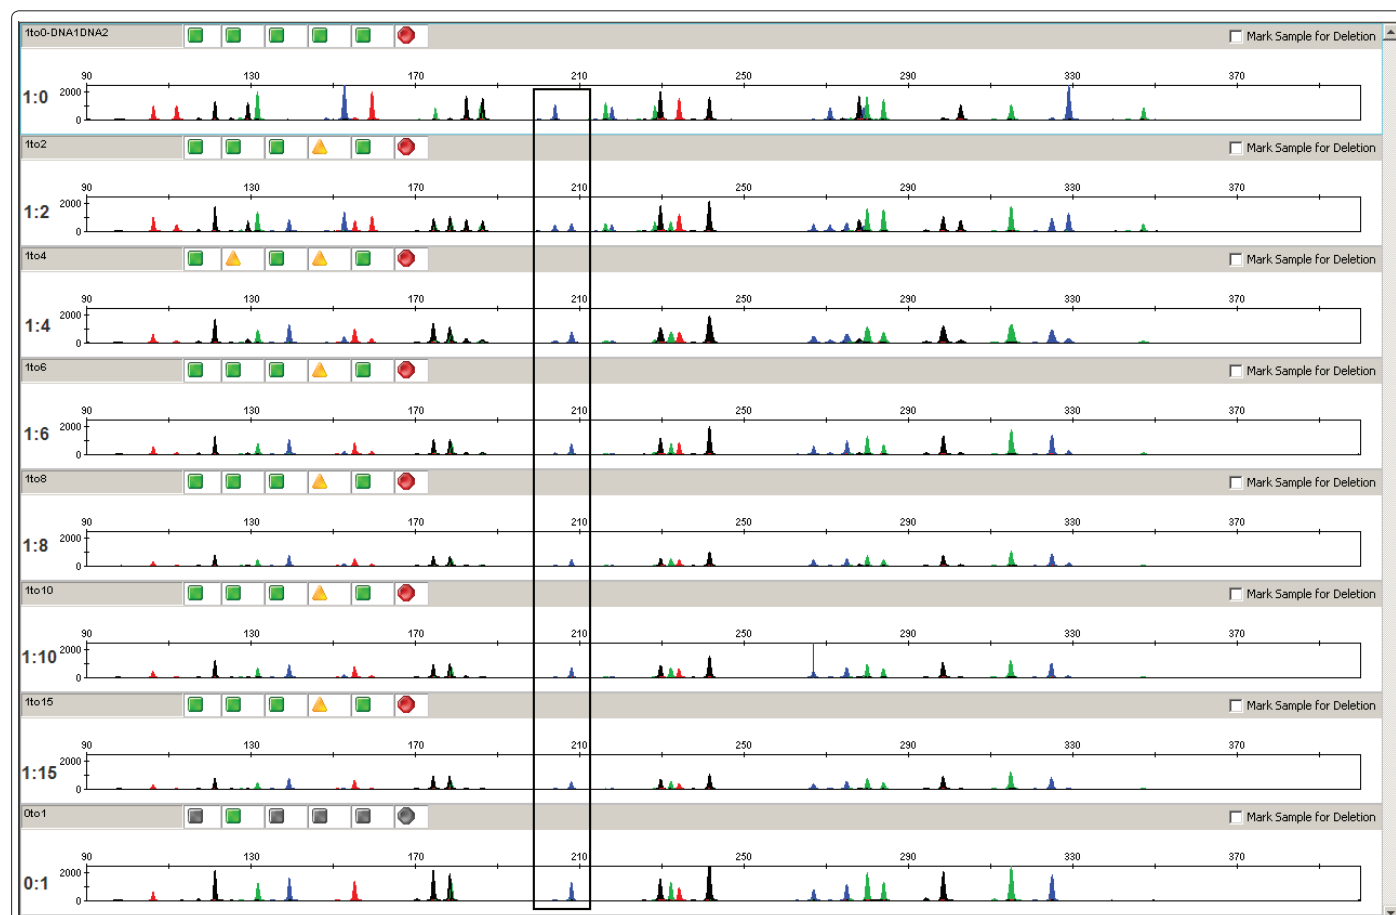 1to0-DNA1DNA2 Mark Sample for Deletion
90 130 170 210 250 290 330 370
1:0 2000 0
1to2 Mark Sample for Deletion
90 130 170 210 250 290 330 370
1:2 2000 0
1to4 Mark Sample for Deletion
90 130 170 210 250 290 330 370
1:4 2000 0
1to6 Mark Sample for Deletion
90 130 170 210 250 290 330 370
1:6 2000 0
1to8 Mark Sample for Deletion
90 130 170 210 250 290 330 370
1:8 2000 0
1to10 Mark Sample for Deletion
90 130 170 210 250 290 330 370
1:10 2000 0
1to15 Mark Sample for Deletion
90 130 170 210 250 290 330 370
1:15 2000 0
0to1 Mark Sample for Deletion
90 130 170 210 250 290 330 370
0:1 2000 0